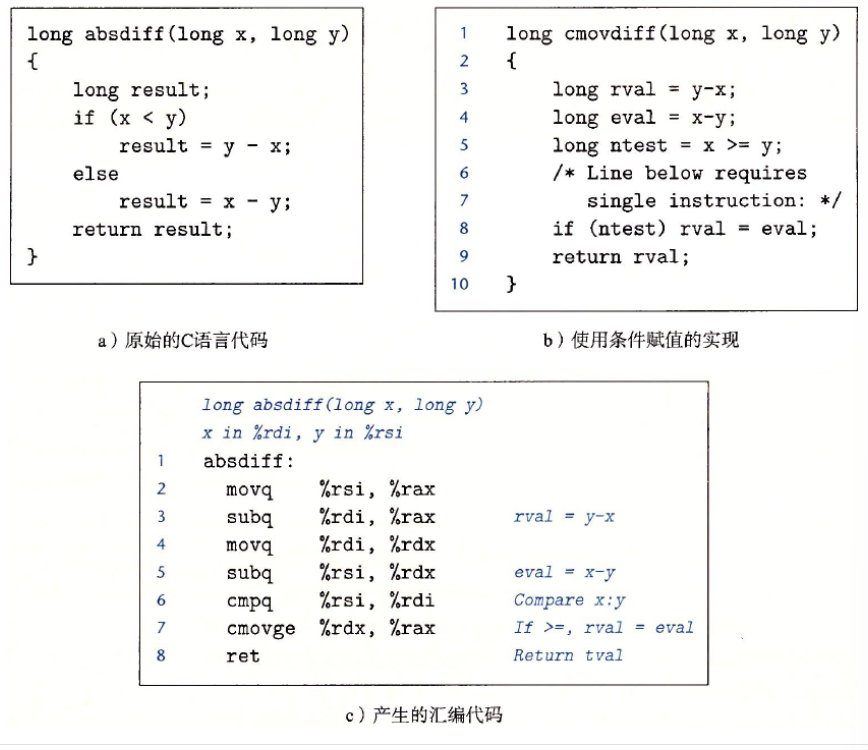 long absdiff(long x, long y)
{
    long result;
    if (x < y)
        result = y - x;
    else
        result = x - y;
    return result;
}
a）原始的C语言代码
1 long cmovdiff(long x, long y)
2 {
3     long rval = y-x;
4     long eval = x-y;
5     long ntest = x >= y;
6     /* Line below requires
7        single instruction: */
8     if (ntest) rval = eval;
9     return rval;
10 }
b）使用条件赋值的实现
long absdiff(long x, long y)
x in %rdi, y in %rsi
1 absdiff:
2   movq    %rsi, %rax
3   subq    %rdi, %rax    rval = y-x
4   movq    %rdi, %rdx
5   subq    %rsi, %rdx    eval = x-y
6   cmpq    %rsi, %rdi    Compare x:y
7   cmovge  %rdx, %rax    If >=, rval = eval
8   ret    Return tval
c）产生的汇编代码